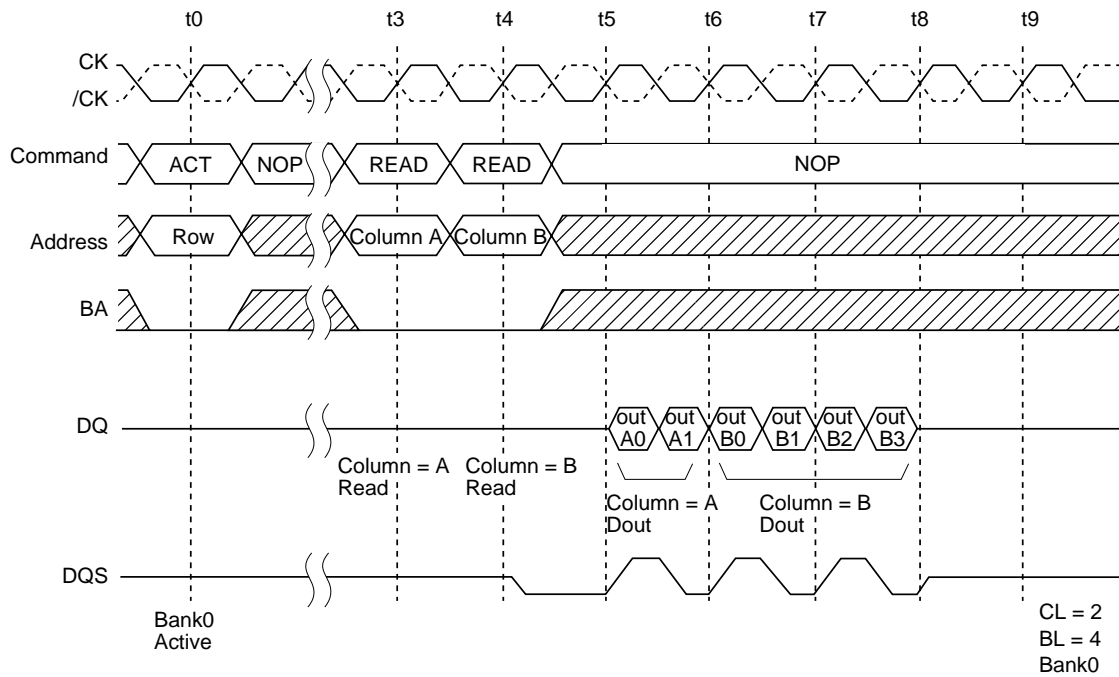 t0 t3 t4 t5 t6 t7 t8 t9
CK
/CK
Command ACT NOP READ READ NOP
Address Row Column A Column B
BA
DQ out A0 out A1 out B0 out B1 out B2 out B3
Column = A Read
Column = B Read
Column = A Dout
Column = B Dout
DQS
Bank0
Active
CL = 2
BL = 4
Bank0